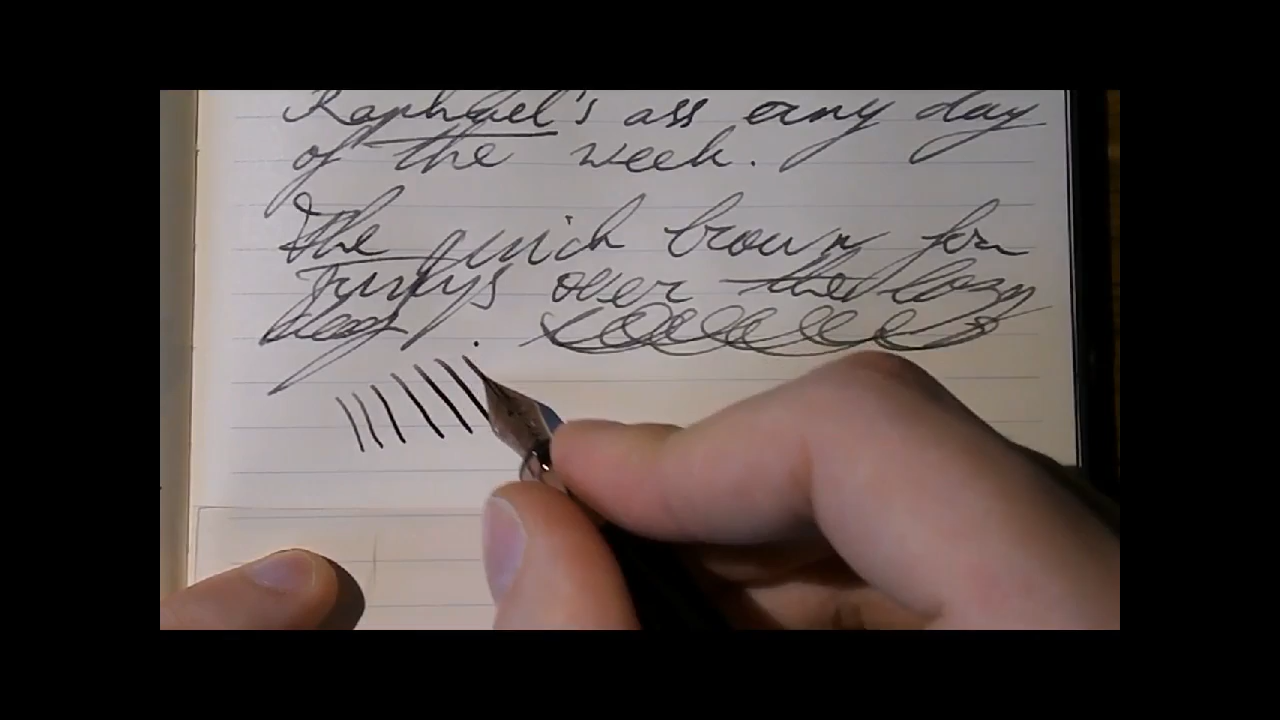 Raphael's ass any day
of the week.
The quick brown fox
Jumps over the lazy
dog.